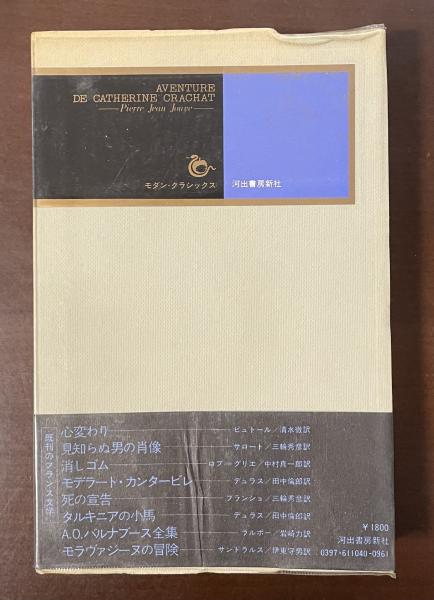 AVENTURE
DE CATHERINE CRACHAT
Pierre Jean Jouve
モダン・クラシックス
河出書房新社
既刊のフランス文学
心変わり――ビュトール/清水徹訳
見知らぬ男の肖像――サロート/三輪秀彦訳
消しゴム――ロブ=グリエ/中村真一郎訳
モデラート・カンタービレ――デュラス/田中倫郎訳
死の宣告――ブランショ/三輪秀彦訳
タルキニアの小馬――デュラス/田中倫郎訳
A.O.バルナブース全集――ラルボー/岩崎力訳
モラヴァジーヌの冒険――サンドラルス/伊東守男訳
¥1800
河出書房新社
0397-611040-0961